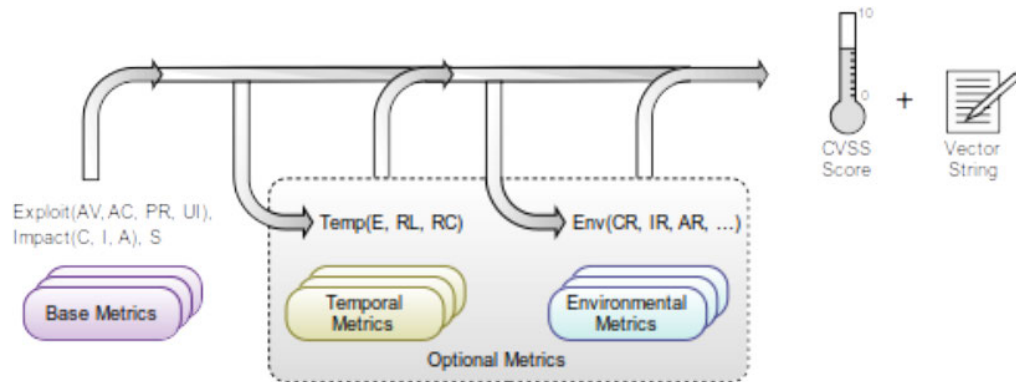 10
0
+
CVSS
Score
Vector
String
Exploit(AV, AC, PR, UI),
Impact(C, I, A), S
Temp(E, RL, RC)
Env(CR, IR, AR, ...)
Base Metrics
Temporal
Metrics
Environmental
Metrics
Optional Metrics